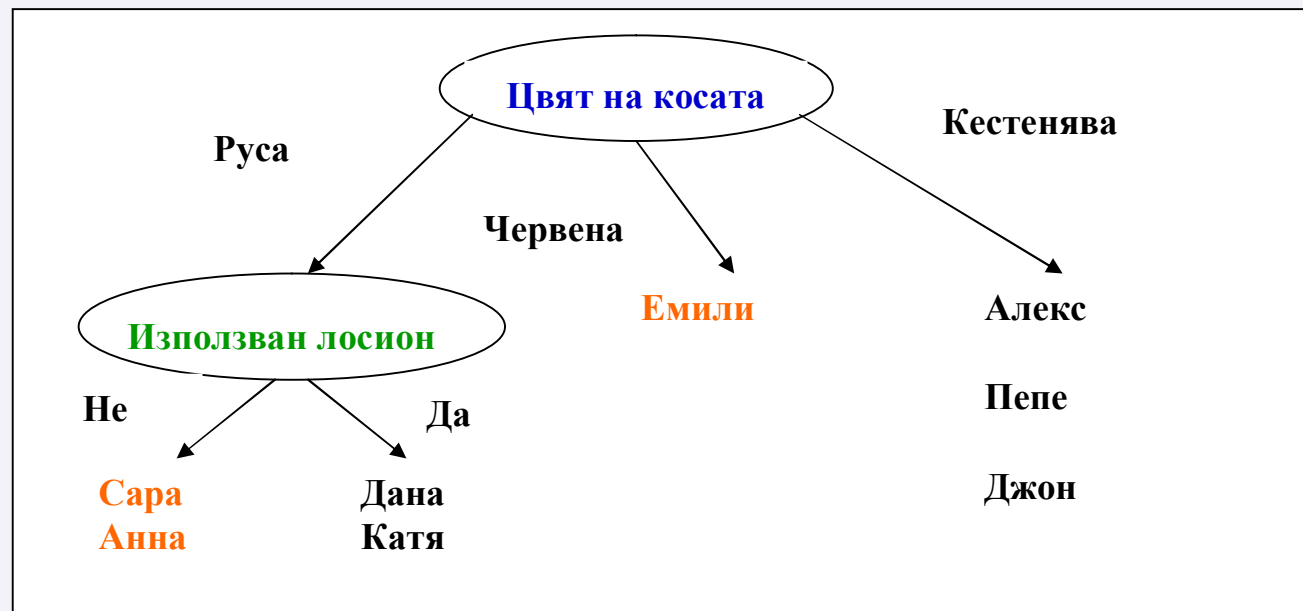 Цвят на косата
Руса
Кестенява
Червена
Използван лосион
Емили
Алекс
Пепе
Джон
Не
Да
Сара
Анна
Дана
Катя